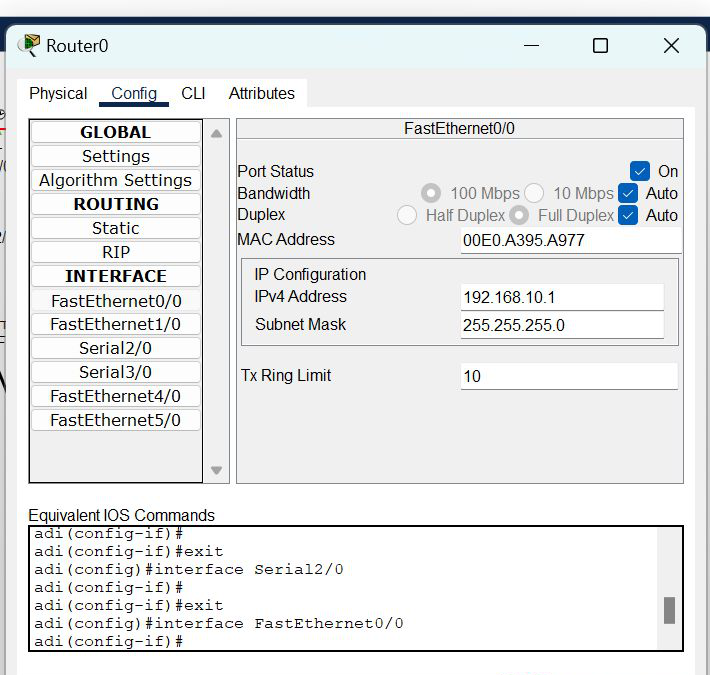 Router0
Physical Config CLI Attributes
GLOBAL
Settings
Algorithm Settings
ROUTING
Static
RIP
INTERFACE
FastEthernet0/0
FastEthernet1/0
Serial2/0
Serial3/0
FastEthernet4/0
FastEthernet5/0
FastEthernet0/0
Port Status On
Bandwidth 100 Mbps 10 Mbps Auto
Duplex Half Duplex Full Duplex Auto
MAC Address 00E0.A395.A977
IP Configuration
IPv4 Address 192.168.10.1
Subnet Mask 255.255.255.0
Tx Ring Limit 10
Equivalent IOS Commands
adi(config-if)#
adi(config-if)#exit
adi(config)#interface Serial2/0
adi(config-if)#
adi(config-if)#exit
adi(config)#interface FastEthernet0/0
adi(config-if)#